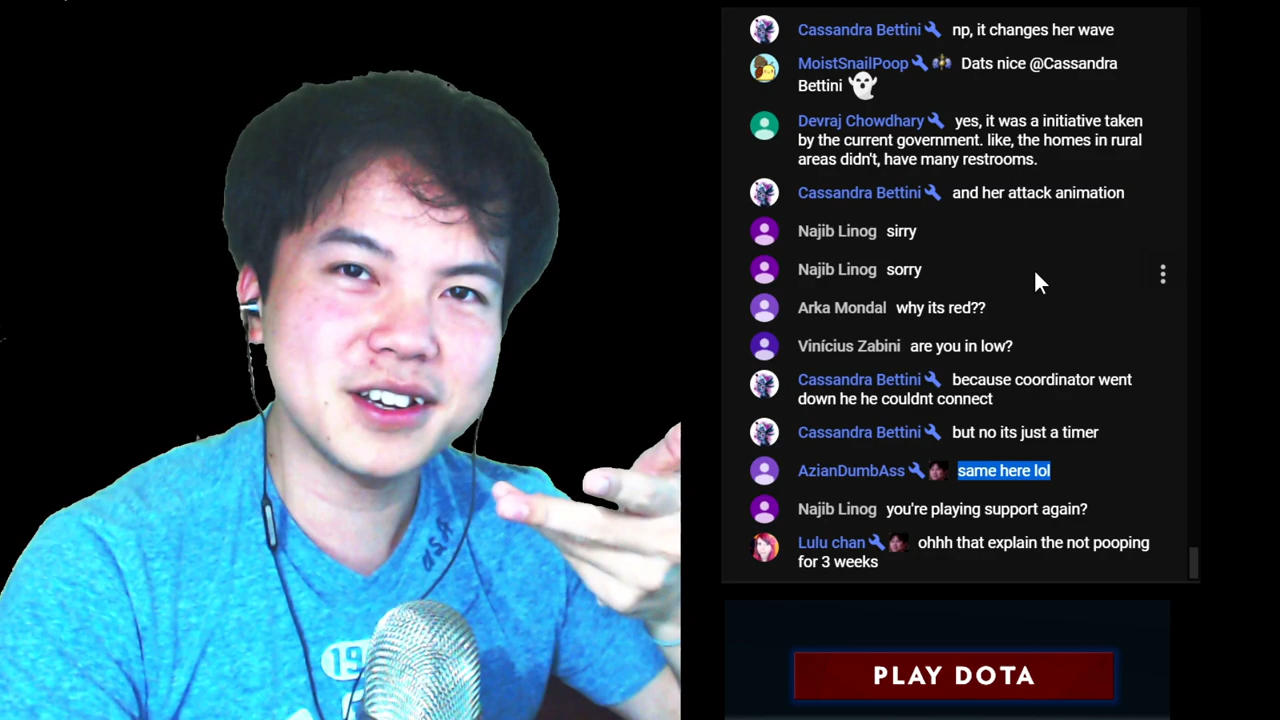 Cassandra Bettini np, it changes her wave
MoistSnailPoop Dats nice @Cassandra
Bettini
Devraj Chowdhary yes, it was a initiative taken
by the current government. like, the homes in rural
areas didn't, have many restrooms.
Cassandra Bettini and her attack animation
Najib Linog sirry
Najib Linog sorry
Arka Mondal why its red??
Vinícius Zabini are you in low?
Cassandra Bettini because coordinator went
down he he couldnt connect
Cassandra Bettini but no its just a timer
AzianDumbAss same here lol
Najib Linog you're playing support again?
Lulu chan ohhh that explain the not pooping
for 3 weeks
PLAY DOTA
19